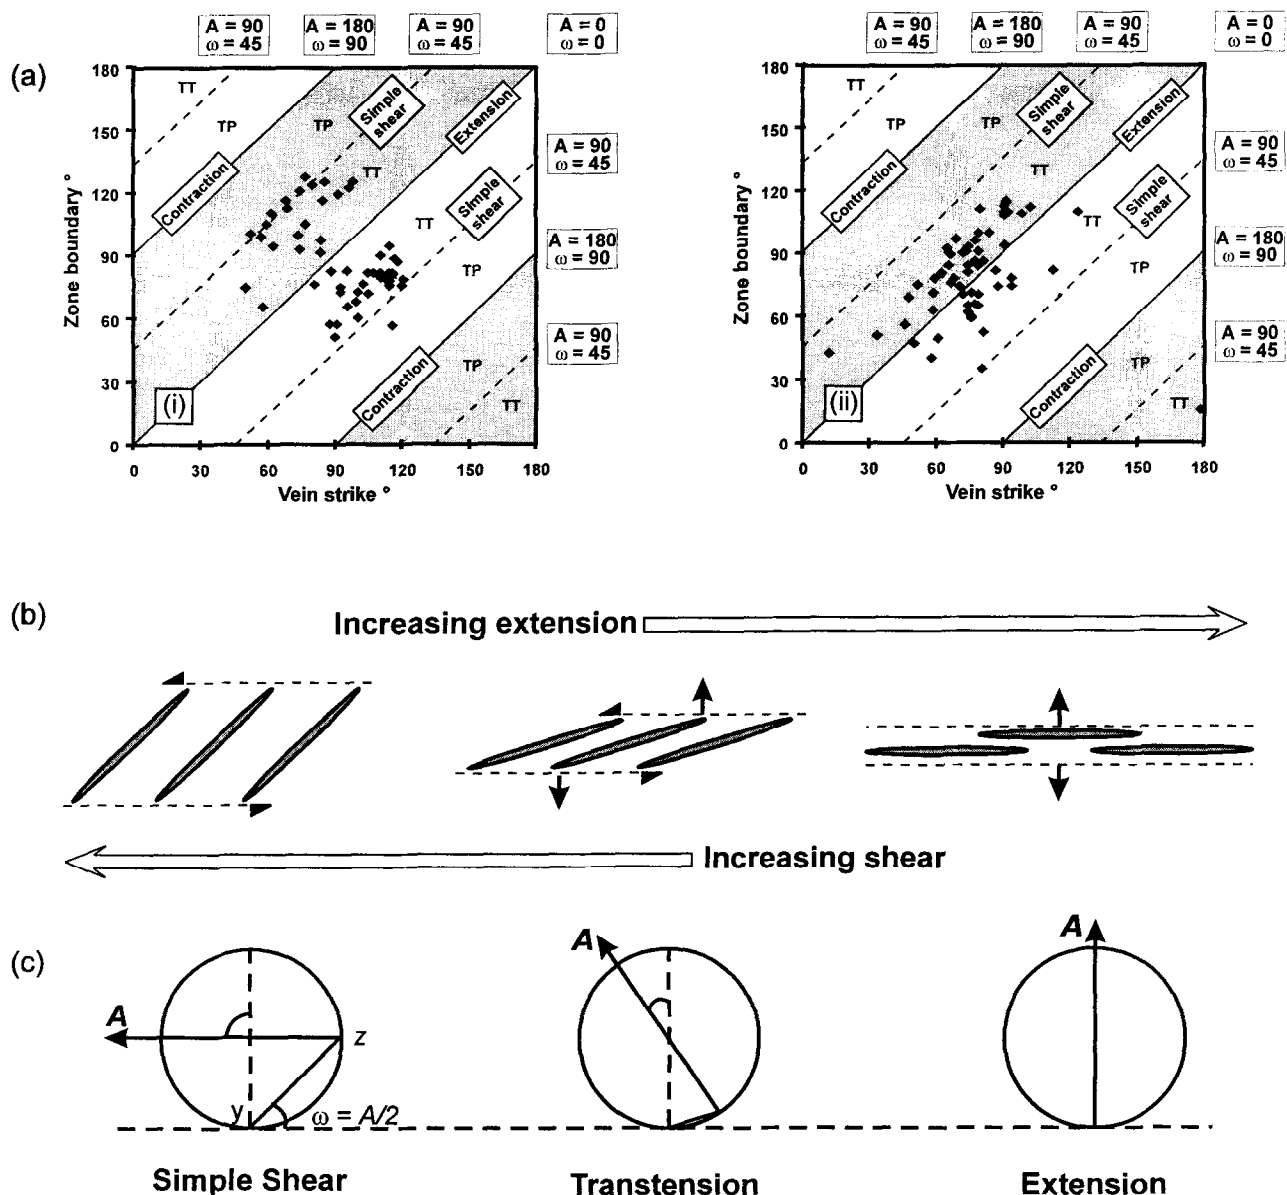 A = 90
ω = 45
A = 180
ω = 90
A = 90
ω = 45
A = 0
ω = 0
A = 90
ω = 45
A = 180
ω = 90
A = 90
ω = 45
A = 0
ω = 0
(a)
180
150
120
90
60
30
0
Zone boundary °
TT
TP
Contraction
TP
Simple
shear
Extension
TT
Simple
shear
TT
TP
Contraction
TP
TT
(i)
0
30
60
90
120
150
180
Vein strike °
A = 90
ω = 45
A = 180
ω = 90
A = 90
ω = 45
180
150
120
90
60
30
0
Zone boundary °
TT
TP
Contraction
TP
Simple
shear
Extension
TT
Simple
shear
TT
TP
Contraction
TP
TT
(ii)
0
30
60
90
120
150
180
Vein strike °
A = 90
ω = 45
A = 180
ω = 90
A = 90
ω = 45
(b)
Increasing extension
Increasing shear
(c)
A
z
y
ω = A/2
A
A
Simple Shear
Transtension
Extension